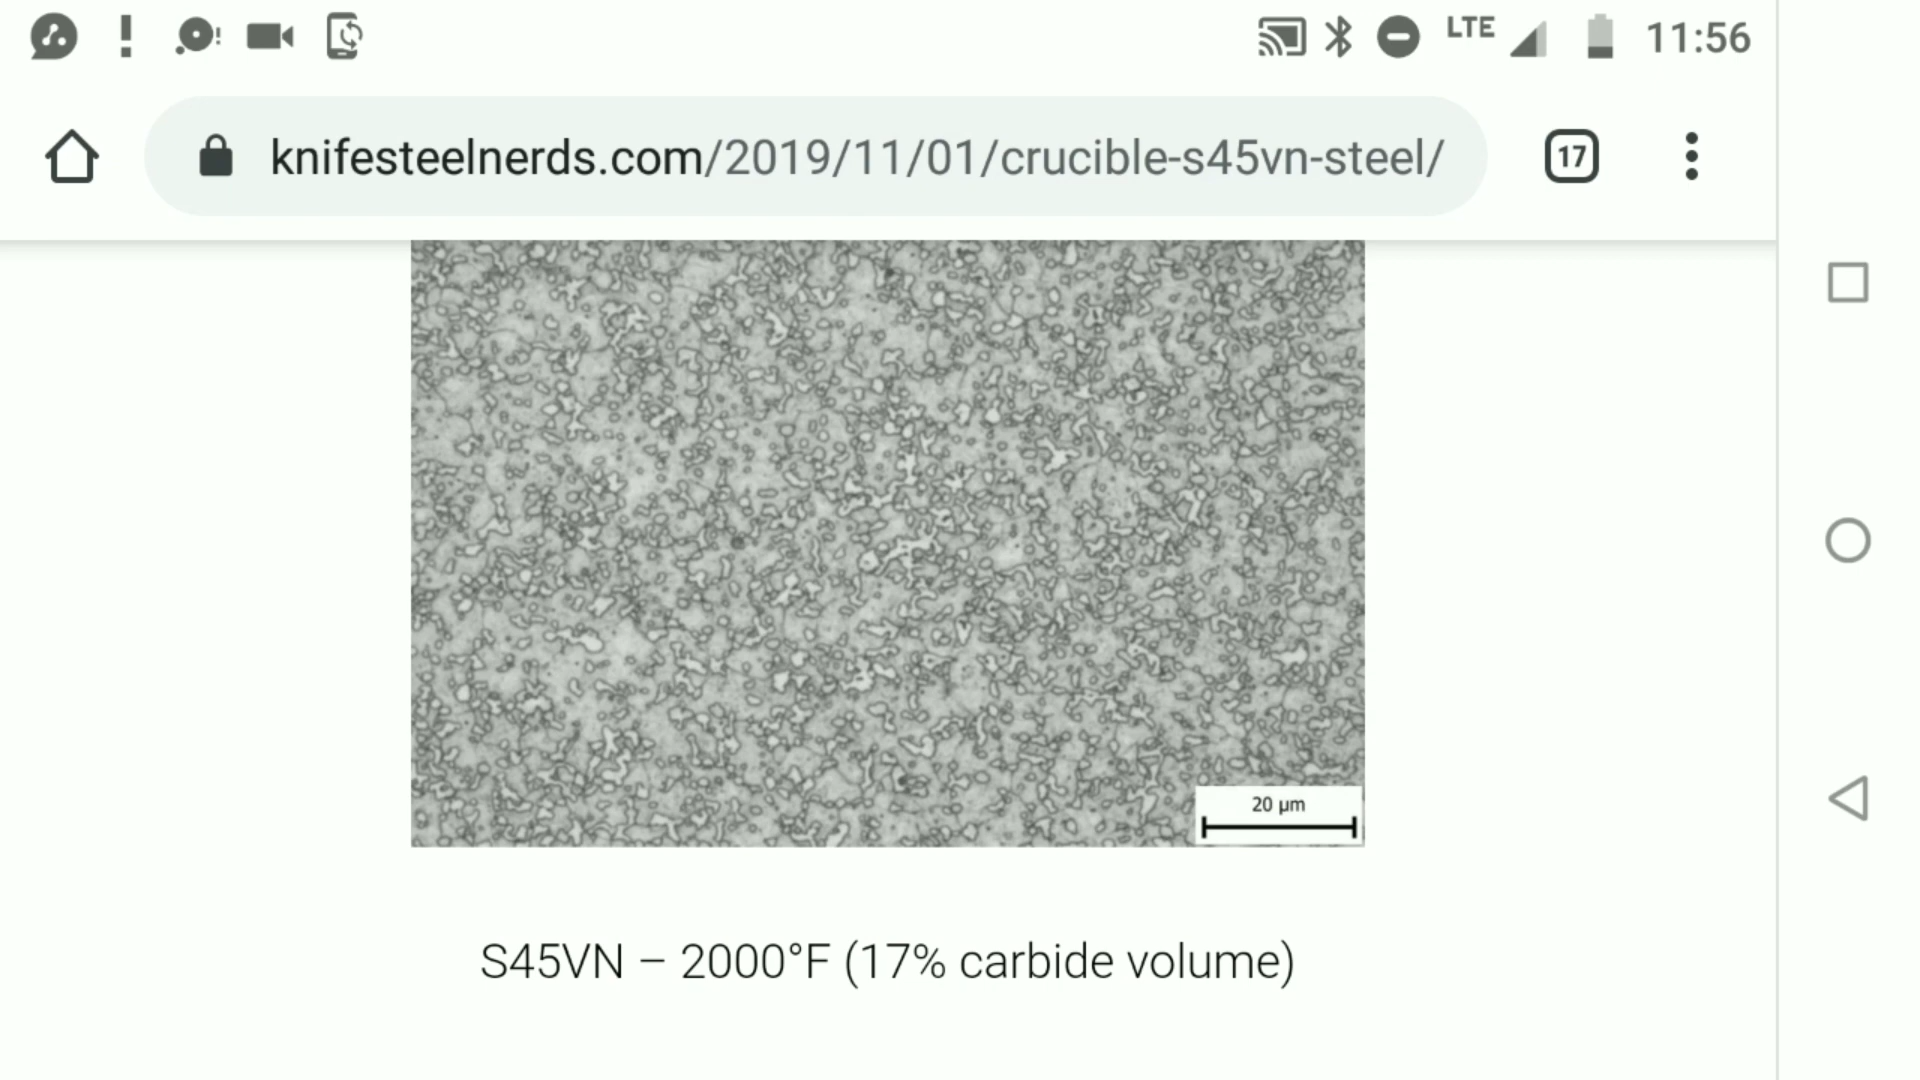 LTE 11:56
knifesteelnerds.com/2019/11/01/crucible-s45vn-steel/ 17
20 µm
S45VN – 2000°F (17% carbide volume)